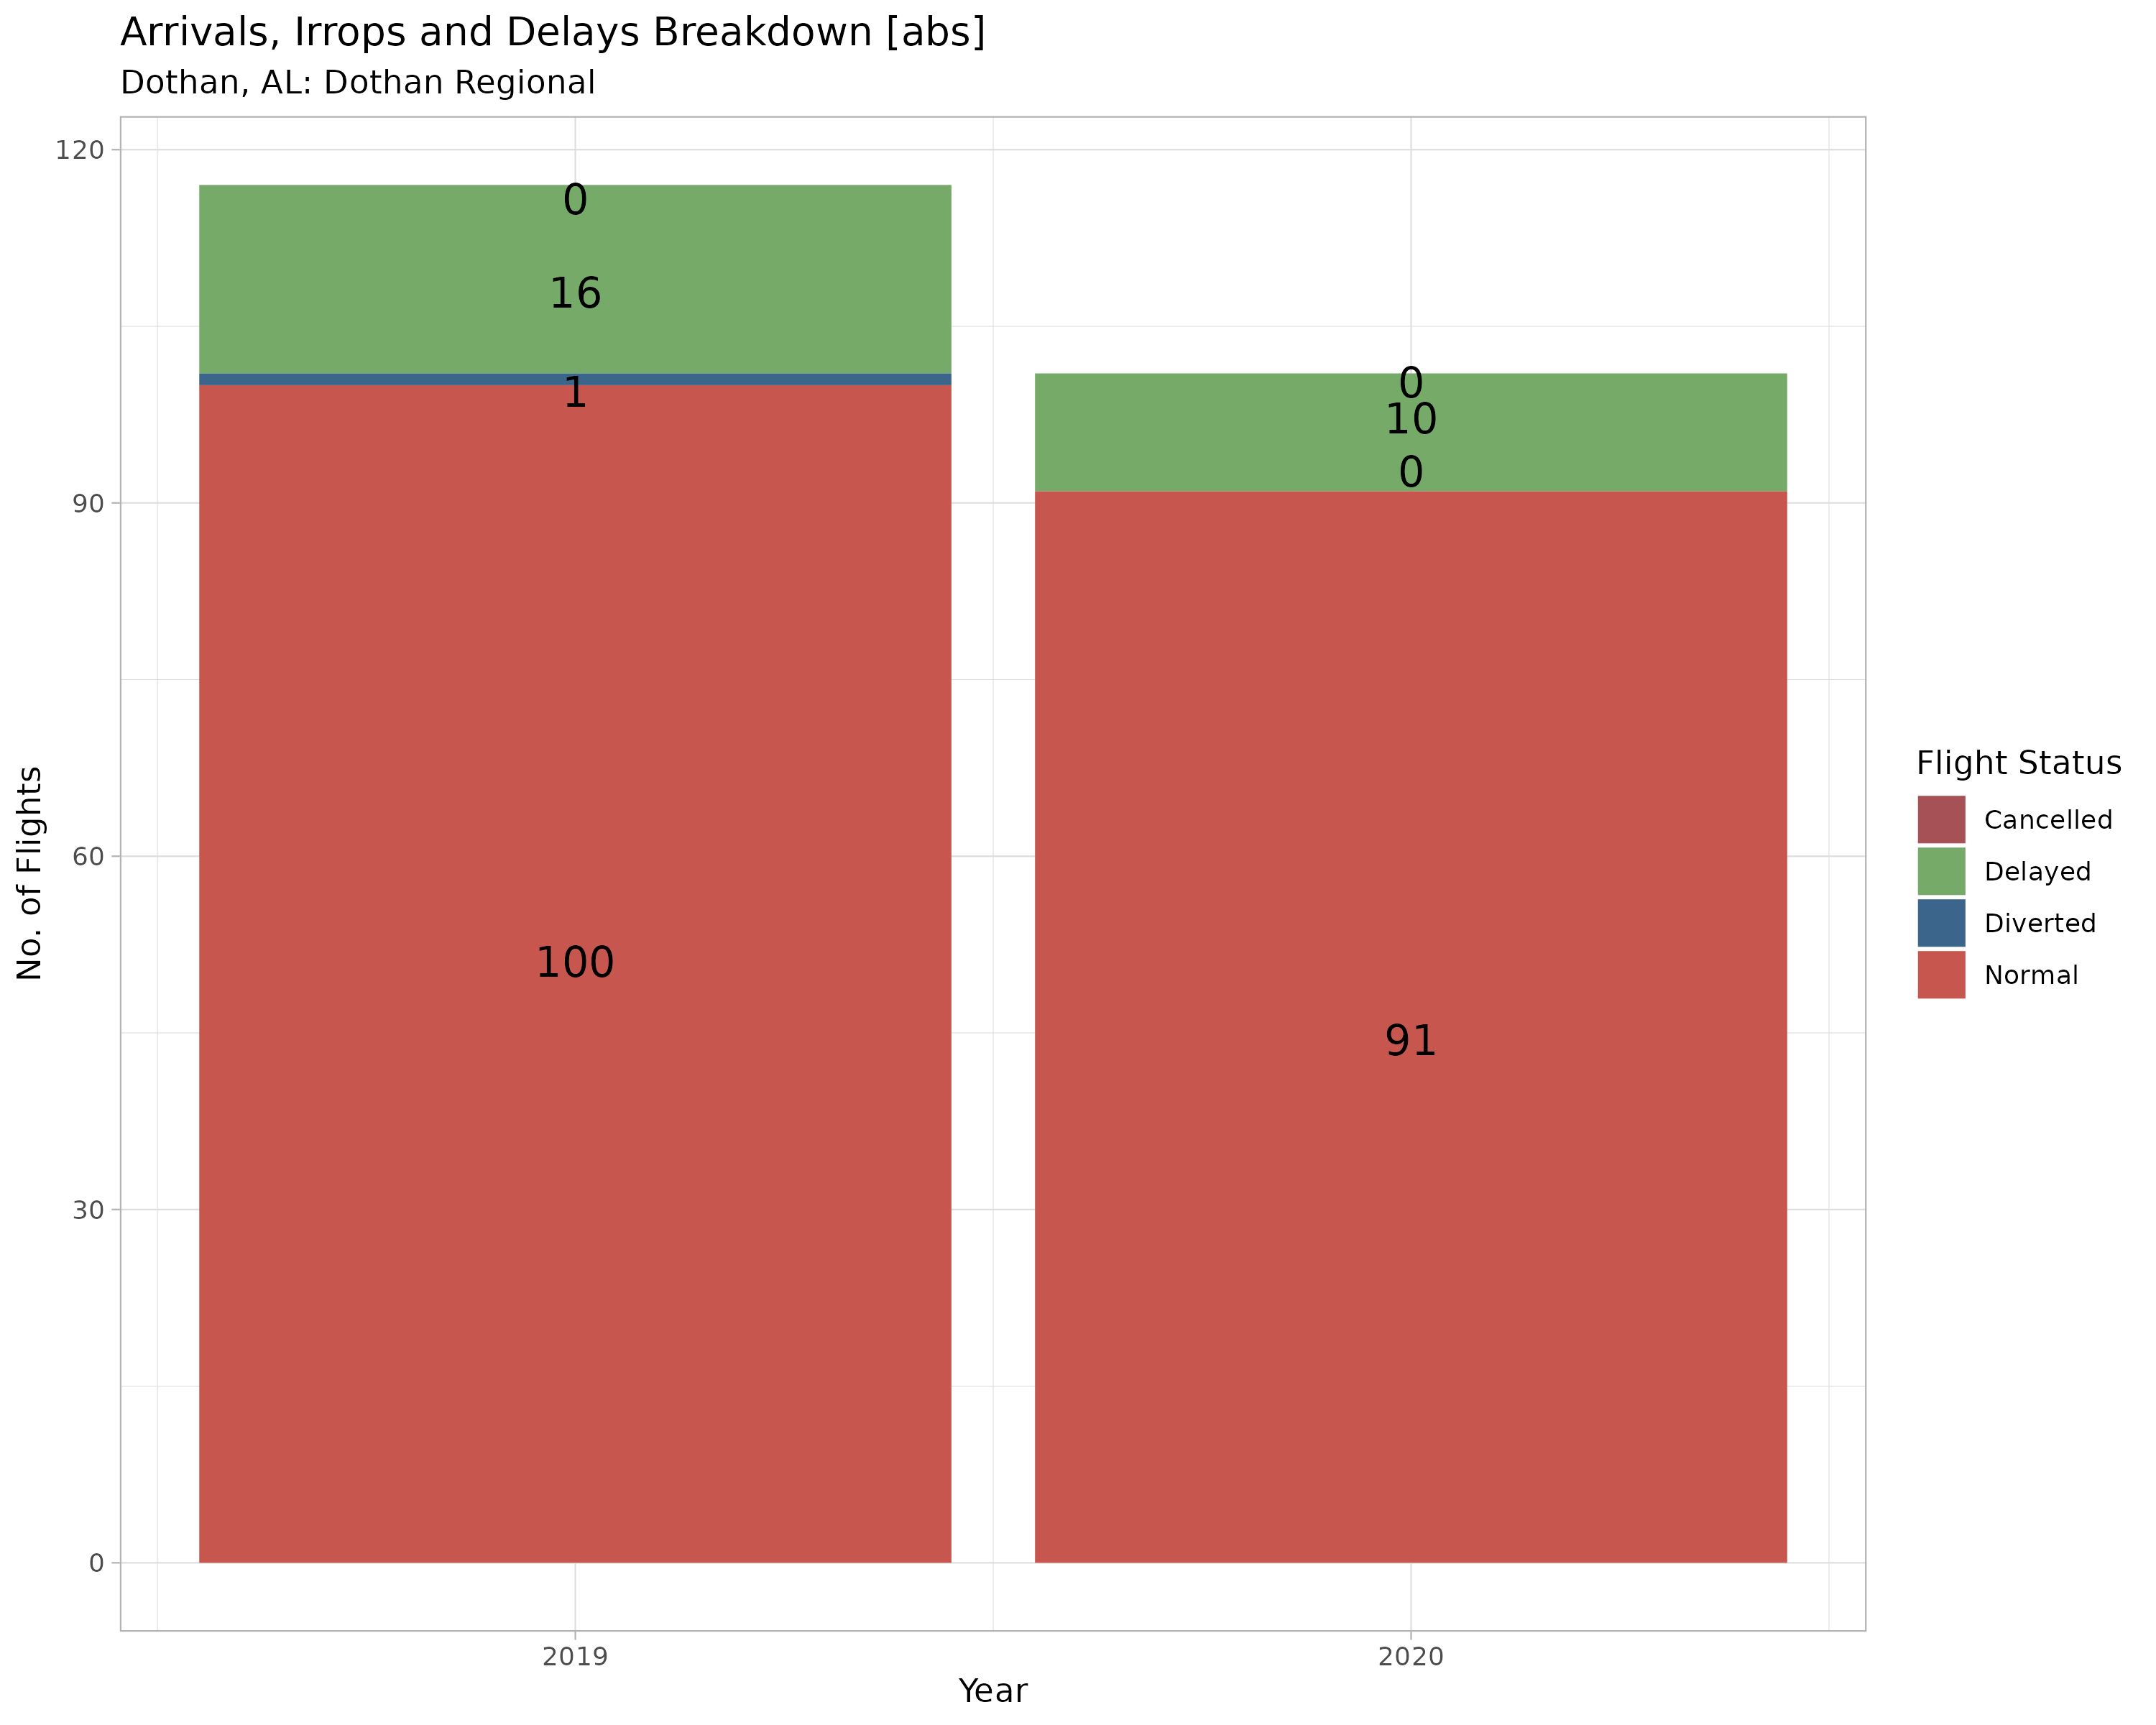 Arrivals, Irrops and Delays Breakdown [abs]
Dothan, AL: Dothan Regional
No. of Flights
120
90
60
30
0
0
16
1
100
0
10
0
91
2019
2020
Year
Flight Status
Cancelled
Delayed
Diverted
Normal